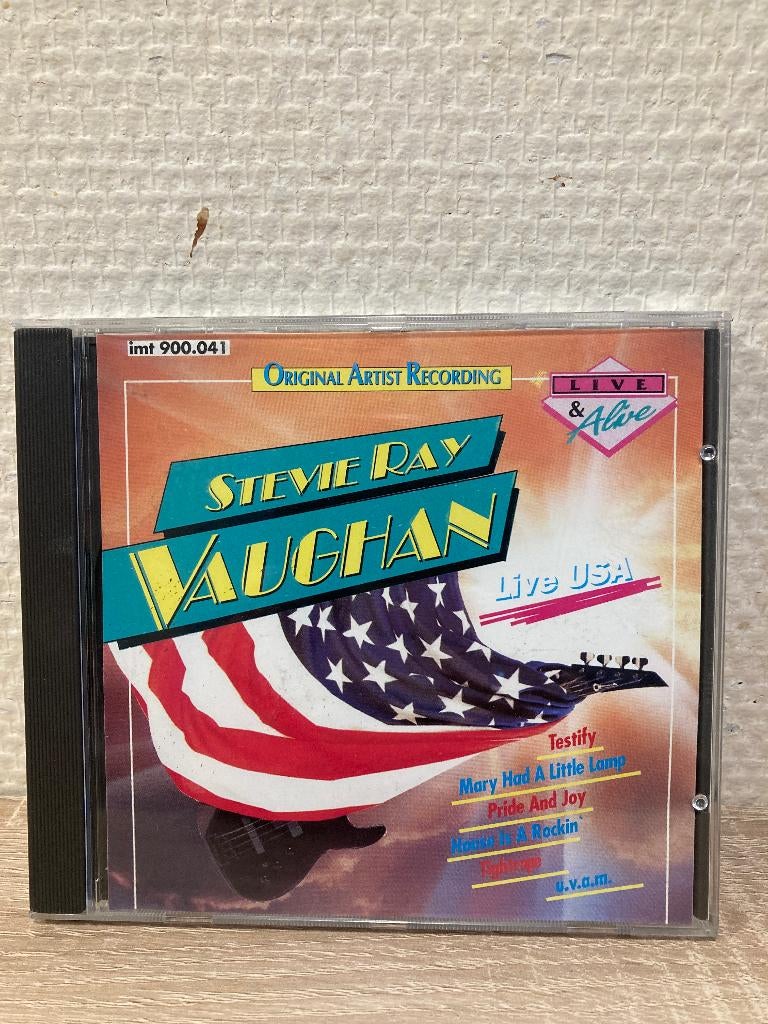 imt 900.041
ORIGINAL ARTIST RECORDING
LIVE
& Alive
STEVIE RAY
VAUGHAN
Live USA
Testify
Mary Had A Little Lamp
Pride And Joy
House Is A Rockin'
Tightrope
u.v.a.m.